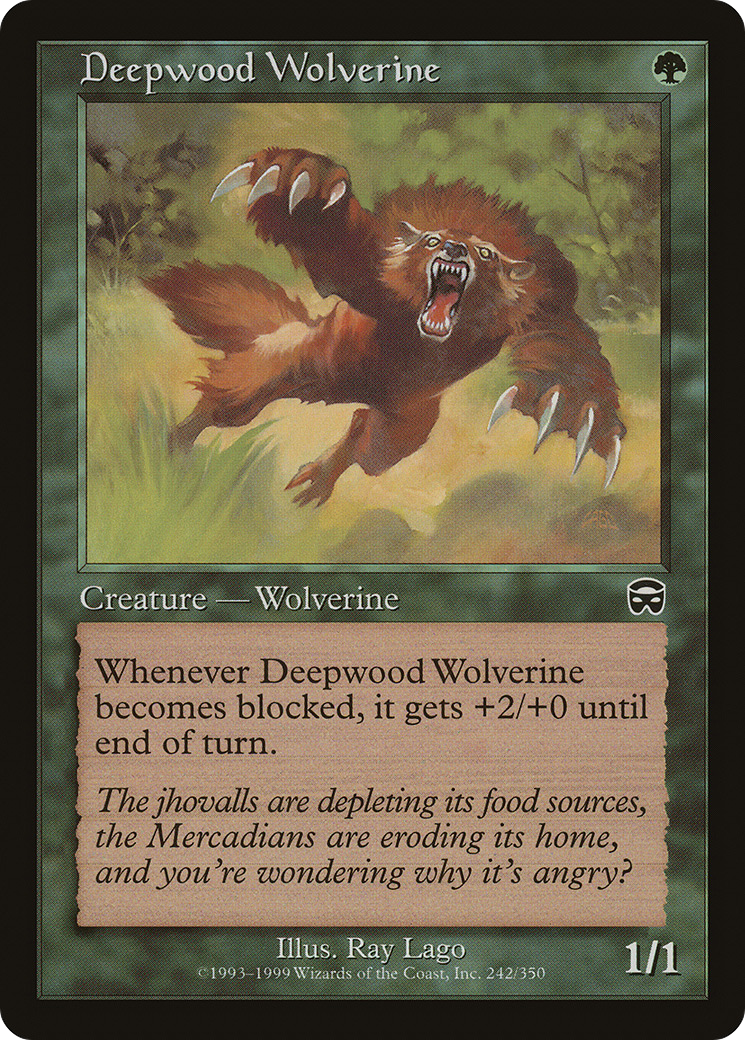 Deepwood Wolverine
Creature — Wolverine
Whenever Deepwood Wolverine
becomes blocked, it gets +2/+0 until
end of turn.
The jhovalls are depleting its food sources,
the Mercadians are eroding its home,
and you're wondering why it's angry?
Illus. Ray Lago
©1993–1999 Wizards of the Coast, Inc. 242/350
1/1